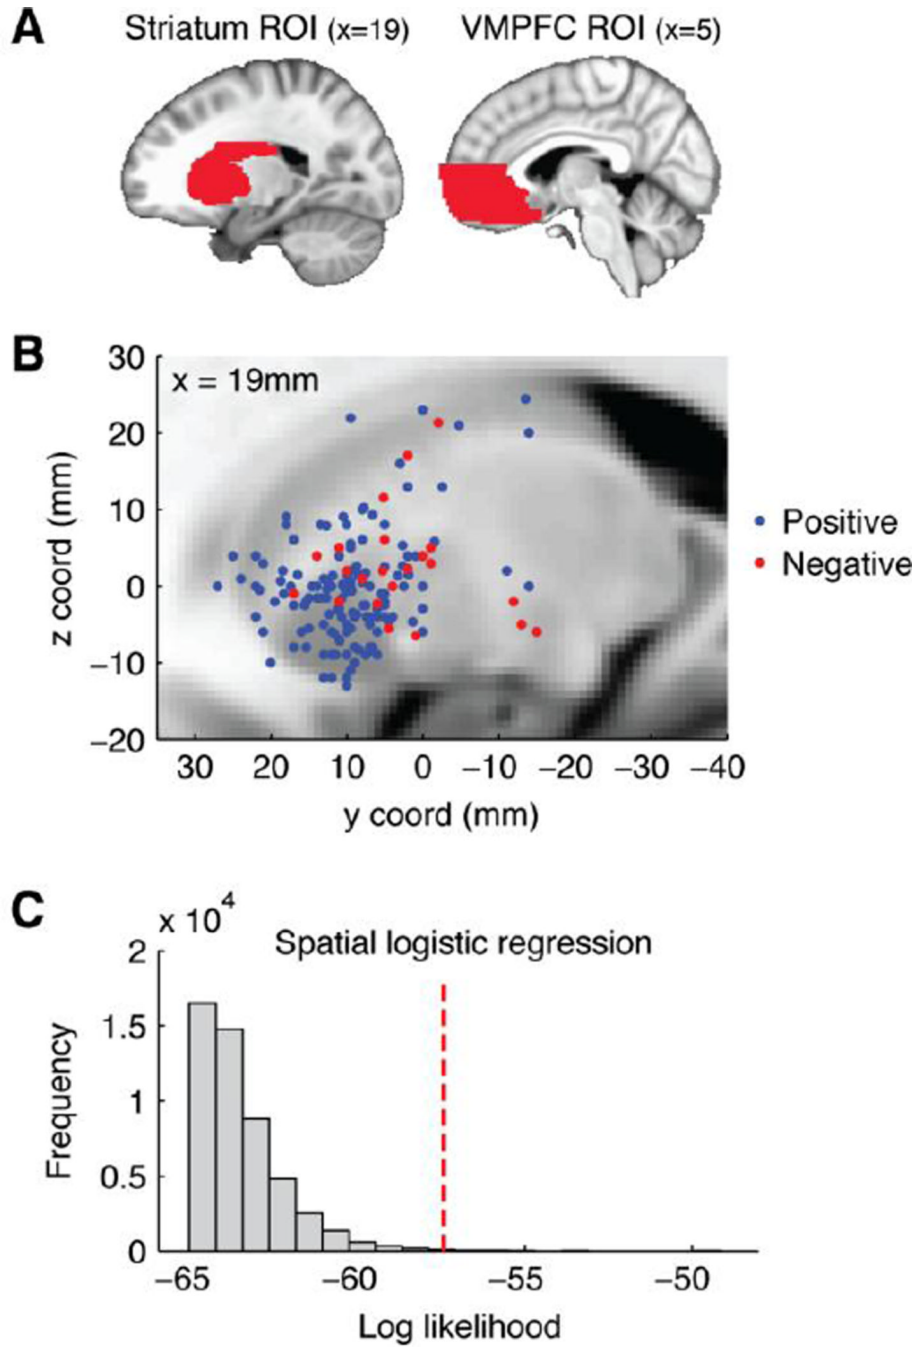 A
Striatum ROI (x=19)
VMPFC ROI (x=5)
B
x = 19mm
30
20
10
0
−10
−20
z coord (mm)
30 20 10 0 −10 −20 −30 −40
y coord (mm)
Positive
Negative
C
x 10^4
Spatial logistic regression
2
1.5
1
0.5
0
Frequency
−65 −60 −55 −50
Log likelihood